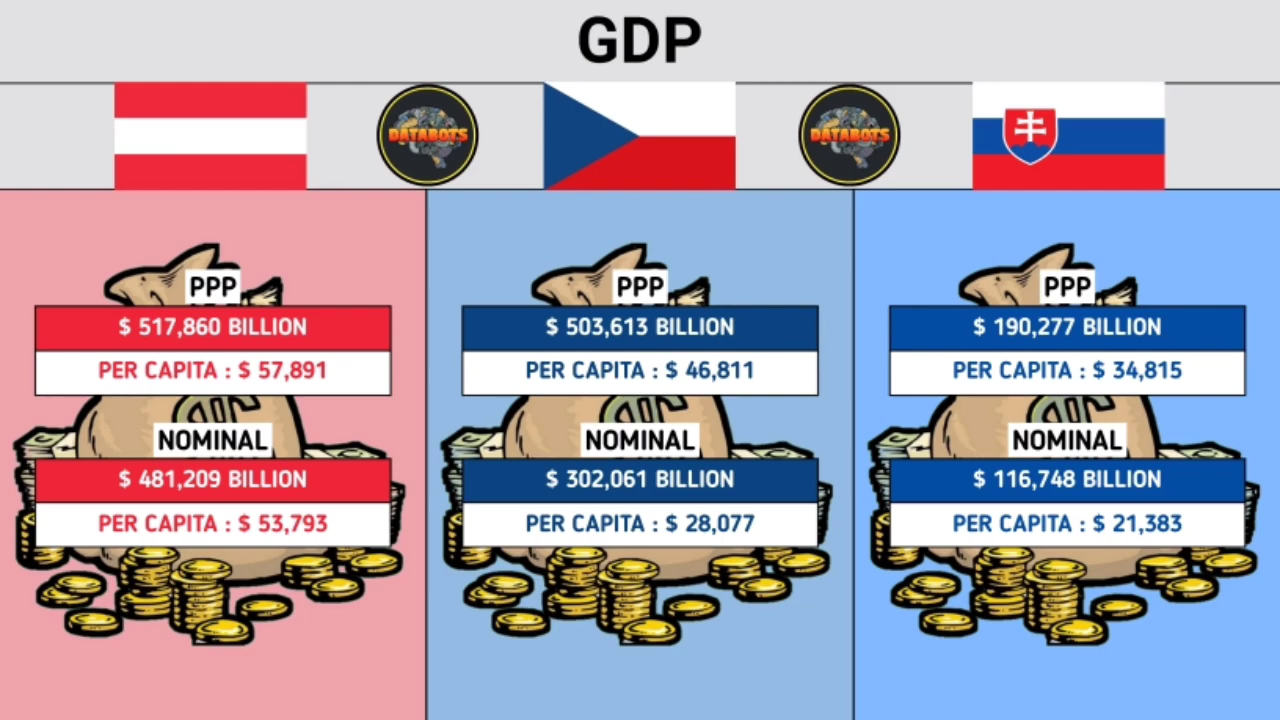 GDP
DATABOTS
DATABOTS
PPP
$ 517,860 BILLION
PER CAPITA : $ 57,891
NOMINAL
$ 481,209 BILLION
PER CAPITA : $ 53,793
PPP
$ 503,613 BILLION
PER CAPITA : $ 46,811
NOMINAL
$ 302,061 BILLION
PER CAPITA : $ 28,077
PPP
$ 190,277 BILLION
PER CAPITA : $ 34,815
NOMINAL
$ 116,748 BILLION
PER CAPITA : $ 21,383